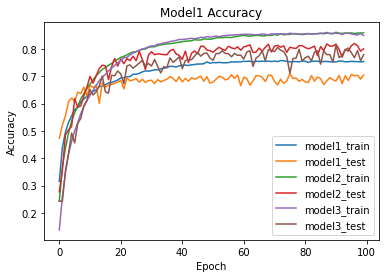 Model1 Accuracy
Accuracy
0.8
0.7
0.6
0.5
0.4
0.3
0.2
model1_train
model1_test
model2_train
model2_test
model3_train
model3_test
0 20 40 60 80 100
Epoch